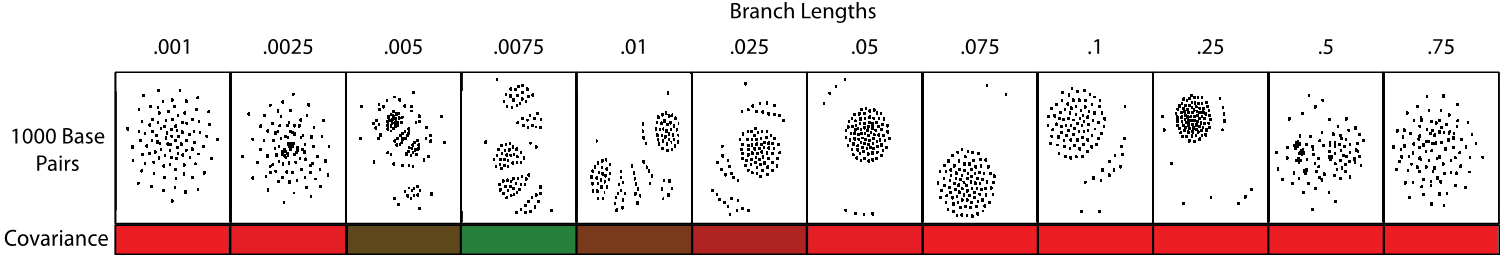 Branch Lengths
.001 .0025 .005 .0075 .01 .025 .05 .075 .1 .25 .5 .75
1000 Base
Pairs
Covariance